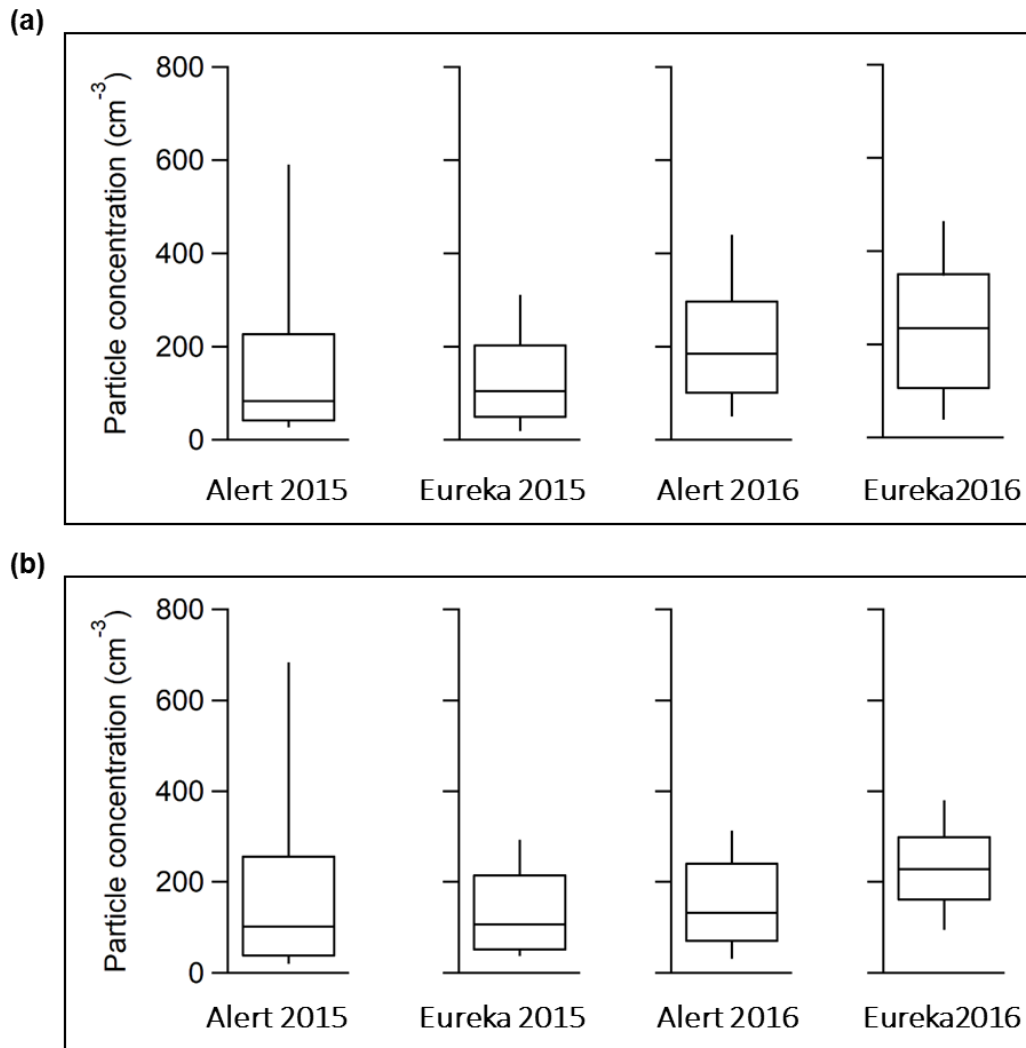 (a)
Particle concentration (cm⁻³)
800
600
400
200
0
Alert 2015
Eureka 2015
Alert 2016
Eureka2016
(b)
Particle concentration (cm⁻³)
800
600
400
200
0
Alert 2015
Eureka 2015
Alert 2016
Eureka2016